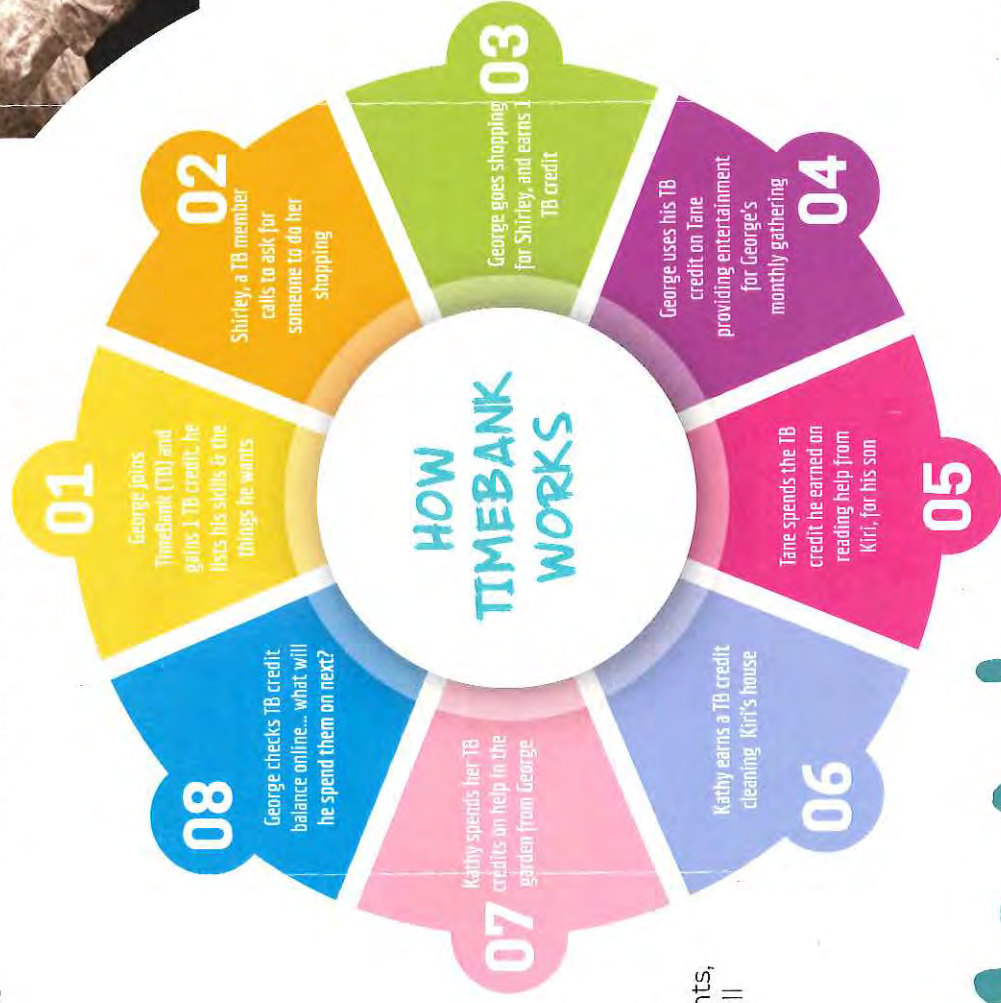 HOW
TIMEBANK
WORKS
01
George joins
TimeBank (TB) and
gains 1 TB credit, he
lists his skills & the
things he wants
02
Shirley, a TB member
calls to ask for
someone to do her
shopping
03
George goes shopping
for Shirley, and earns 1
TB credit
04
George uses his TB
credit on Tane
providing entertainment
for George's
monthly gathering
05
Tane spends the TB
credit he earned on
reading help from
Kiri, for his son
06
Kathy earns a TB credit
cleaning Kiri's house
07
Kathy spends her TB
credits on help in the
garden from George
08
George checks TB credit
balance online... what will
he spend them on next?